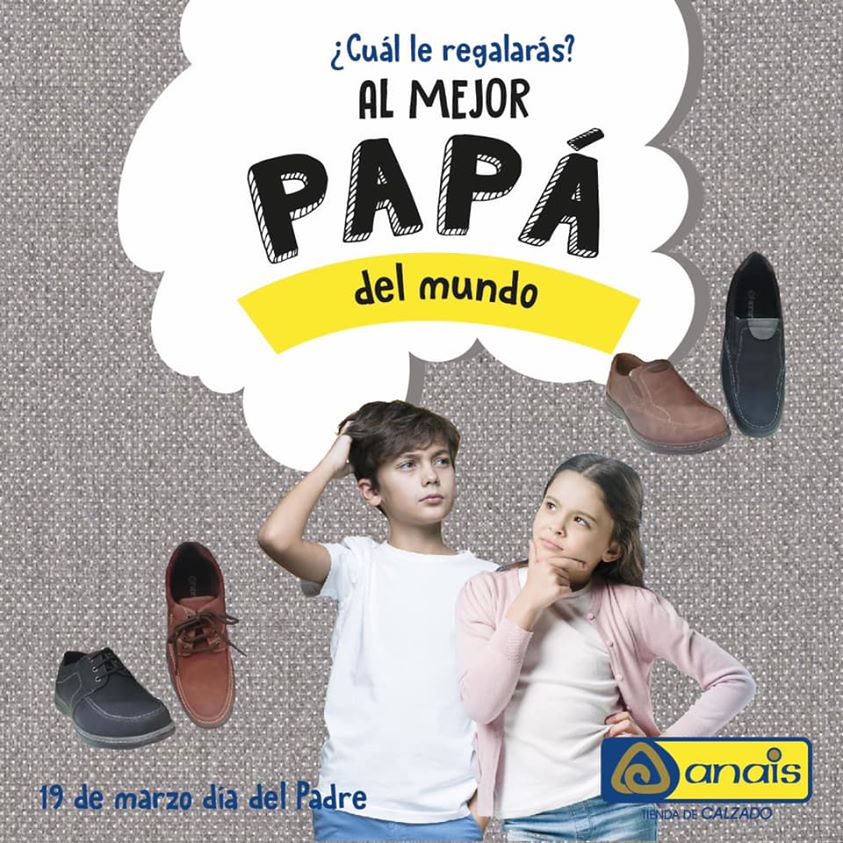 ¿Cuál le regalarás?
AL MEJOR
PAPÁ
del mundo
19 de marzo día del Padre
anais
TIENDA DE CALZADO